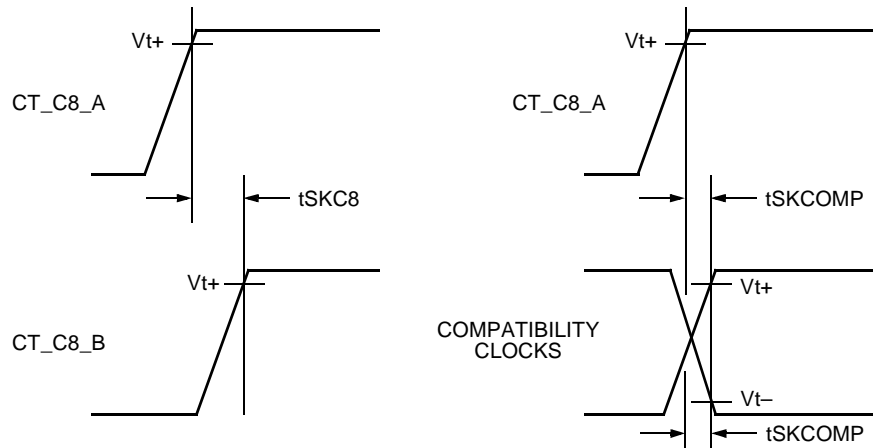 Vt+
CT_C8_A
tSKC8
Vt+
CT_C8_B
Vt+
CT_C8_A
tSKCOMP
Vt+
COMPATIBILITY
CLOCKS
Vt–
tSKCOMP